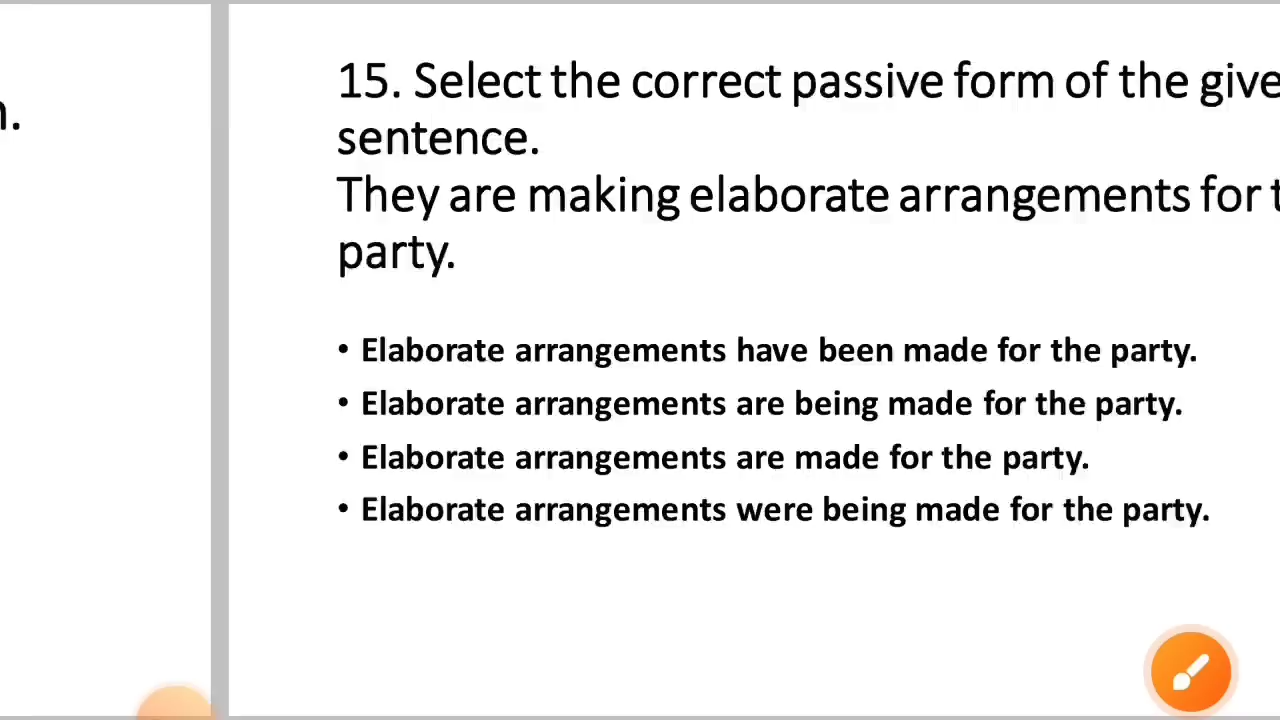 15. Select the correct passive form of the give
sentence.
They are making elaborate arrangements for t
party.
• Elaborate arrangements have been made for the party.
• Elaborate arrangements are being made for the party.
• Elaborate arrangements are made for the party.
• Elaborate arrangements were being made for the party.